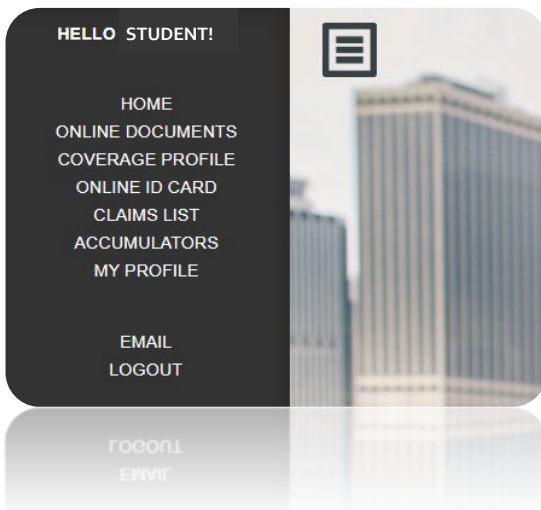 HELLO STUDENT!
HOME
ONLINE DOCUMENTS
COVERAGE PROFILE
ONLINE ID CARD
CLAIMS LIST
ACCUMULATORS
MY PROFILE
EMAIL
LOGOUT